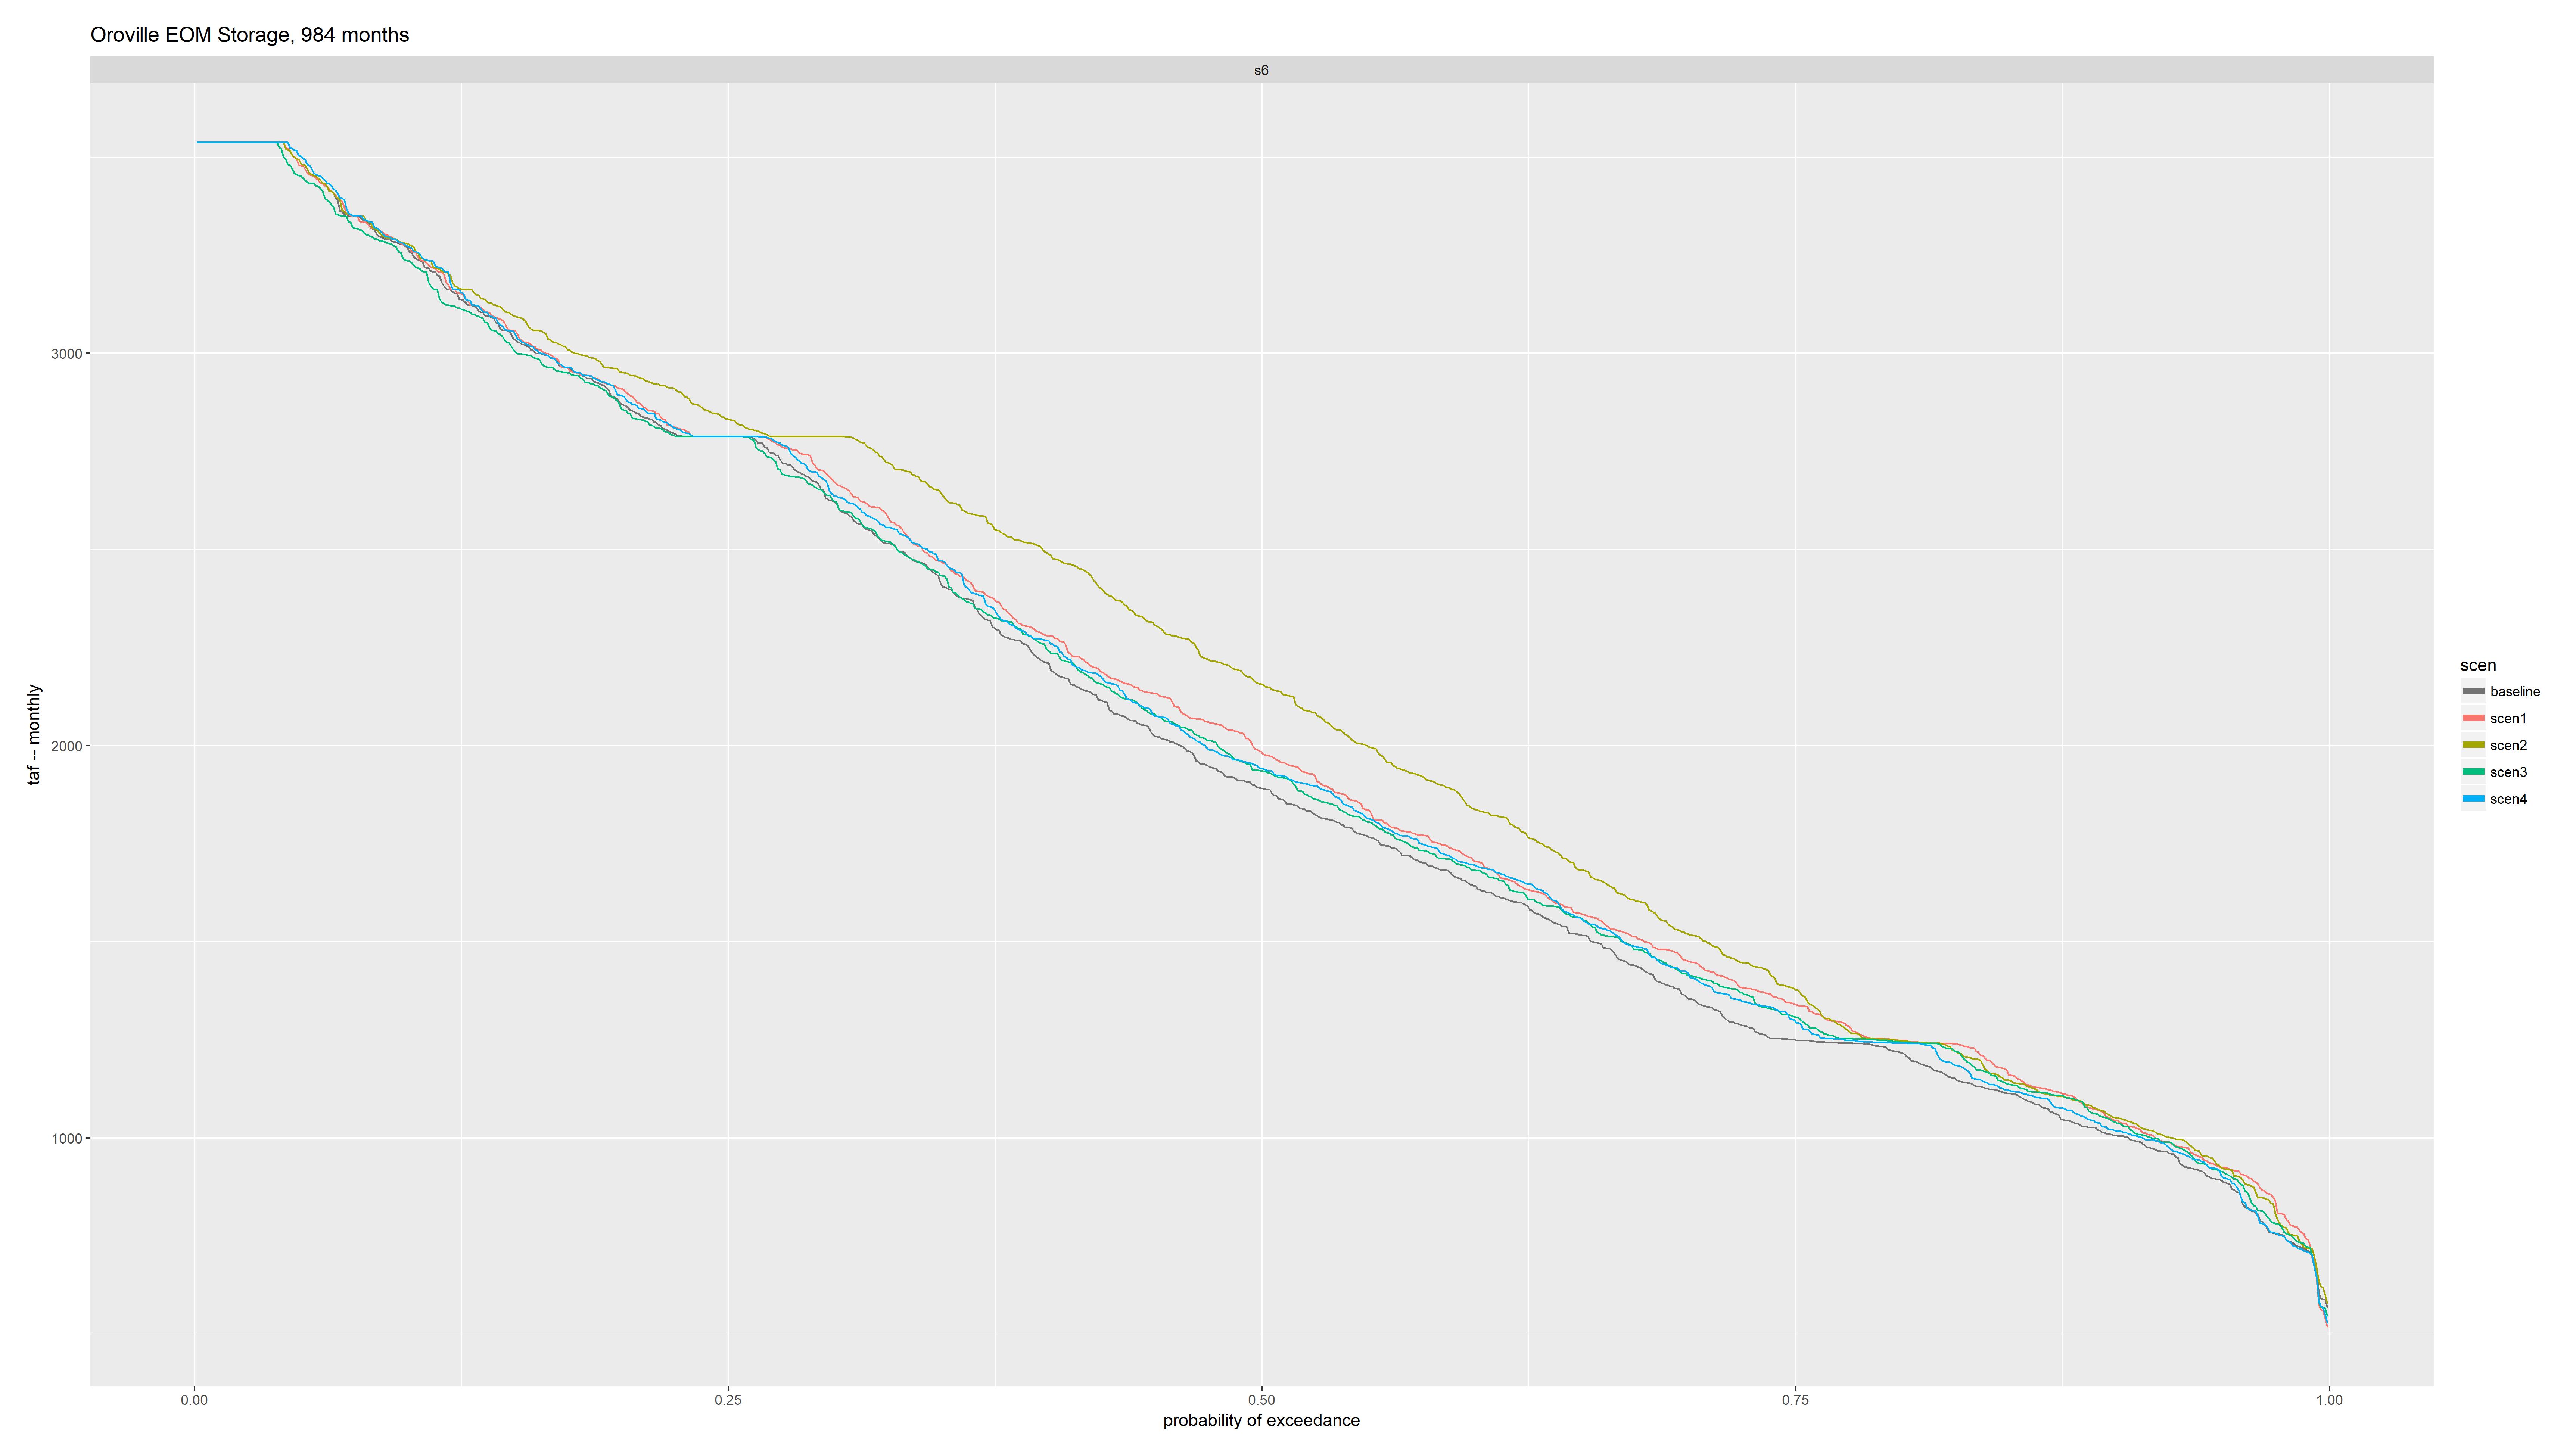 Oroville EOM Storage, 984 months
s6
taf -- monthly
3000
2000
1000
0.00
0.25
0.50
0.75
1.00
probability of exceedance
scen
baseline
scen1
scen2
scen3
scen4